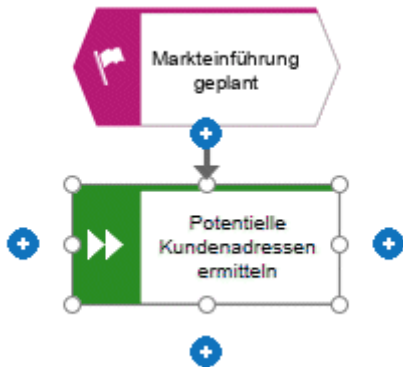 Markteinführung
geplant
Potentielle
Kundenadressen
ermitteln